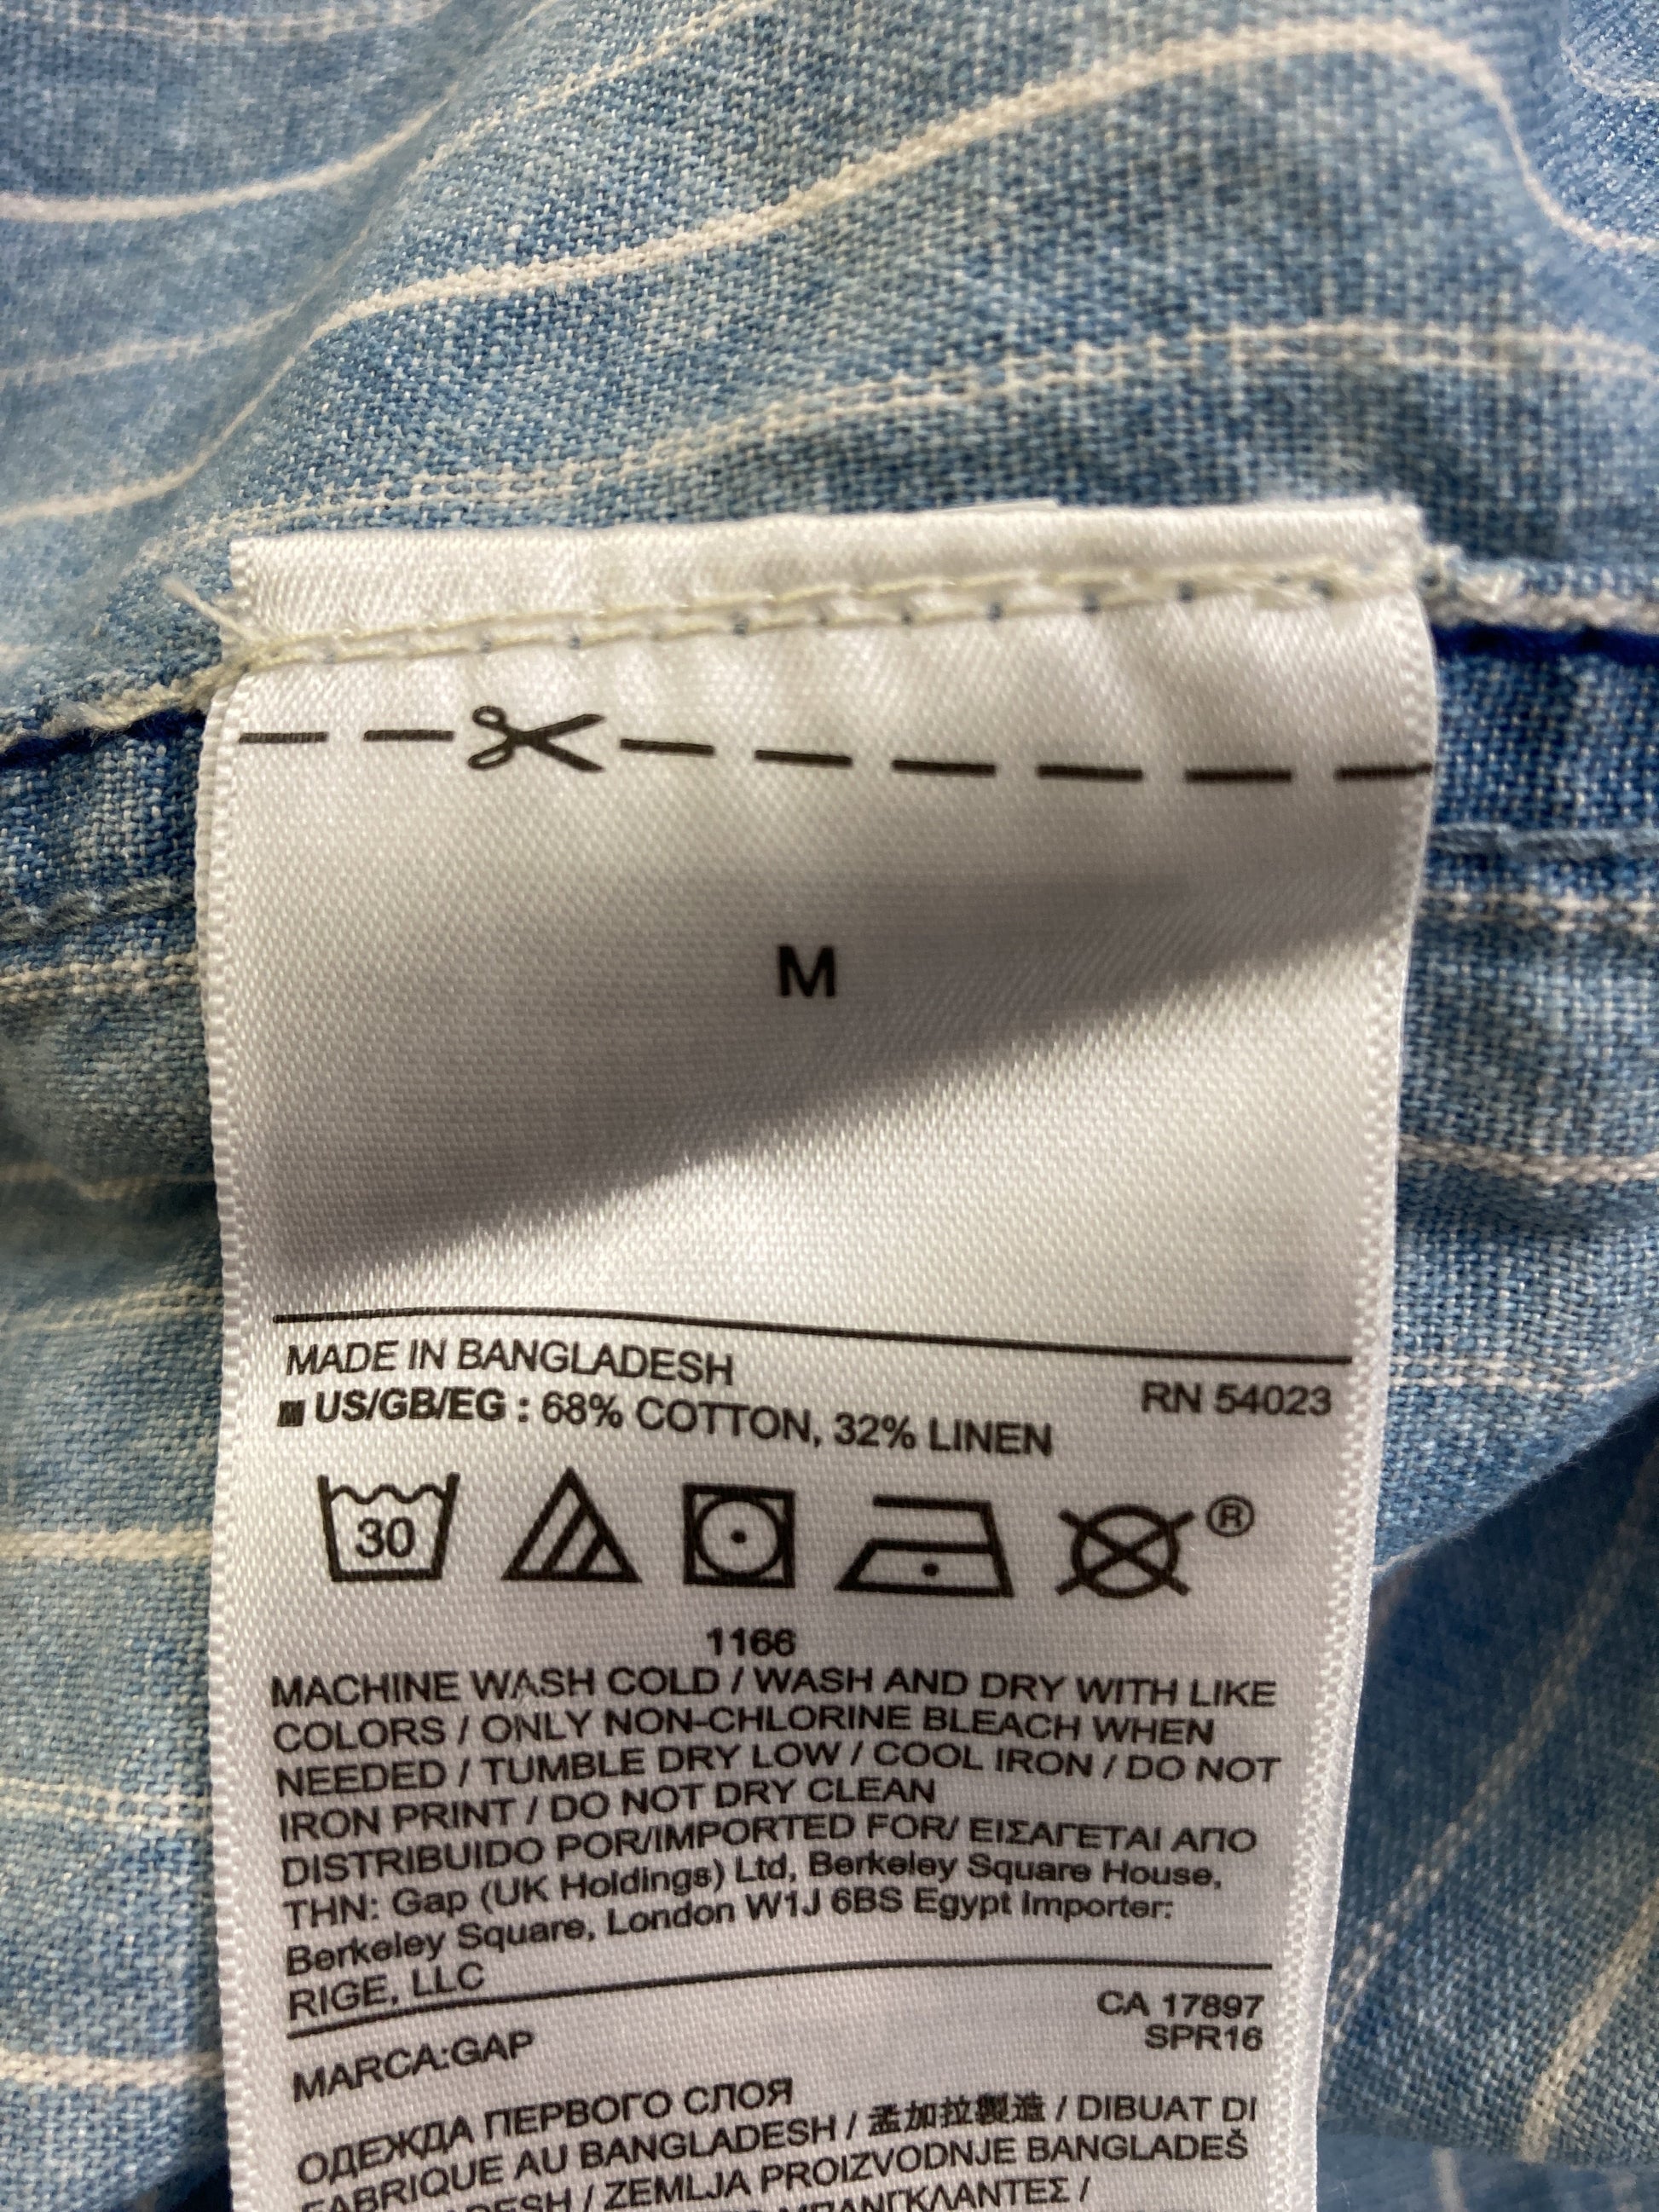 M
MADE IN BANGLADESH
RN 54023
US/GB/EG : 68% COTTON, 32% LINEN
30
®
1166
MACHINE WASH COLD / WASH AND DRY WITH LIKE
COLORS / ONLY NON-CHLORINE BLEACH WHEN
NEEDED / TUMBLE DRY LOW / COOL IRON / DO NOT
IRON PRINT / DO NOT DRY CLEAN
DISTRIBUIDO POR/IMPORTED FOR/ ΕΙΣΑΓΕΤΑΙ ΑΠΟ
THN: Gap (UK Holdings) Ltd, Berkeley Square House,
Berkeley Square, London W1J 6BS Egypt Importer:
RIGE, LLC
CA 17897
SPR16
MARCA:GAP
ОДЕЖДА ПЕРВОГО СЛОЯ
FABRIQUE AU BANGLADESH / 孟加拉製造 / DIBUAT DI
/ ZEMLJA PROIZVODNJE BANGLADEŠ
ΜΠΑΝΓΚΛΑΝΤΕΣ /